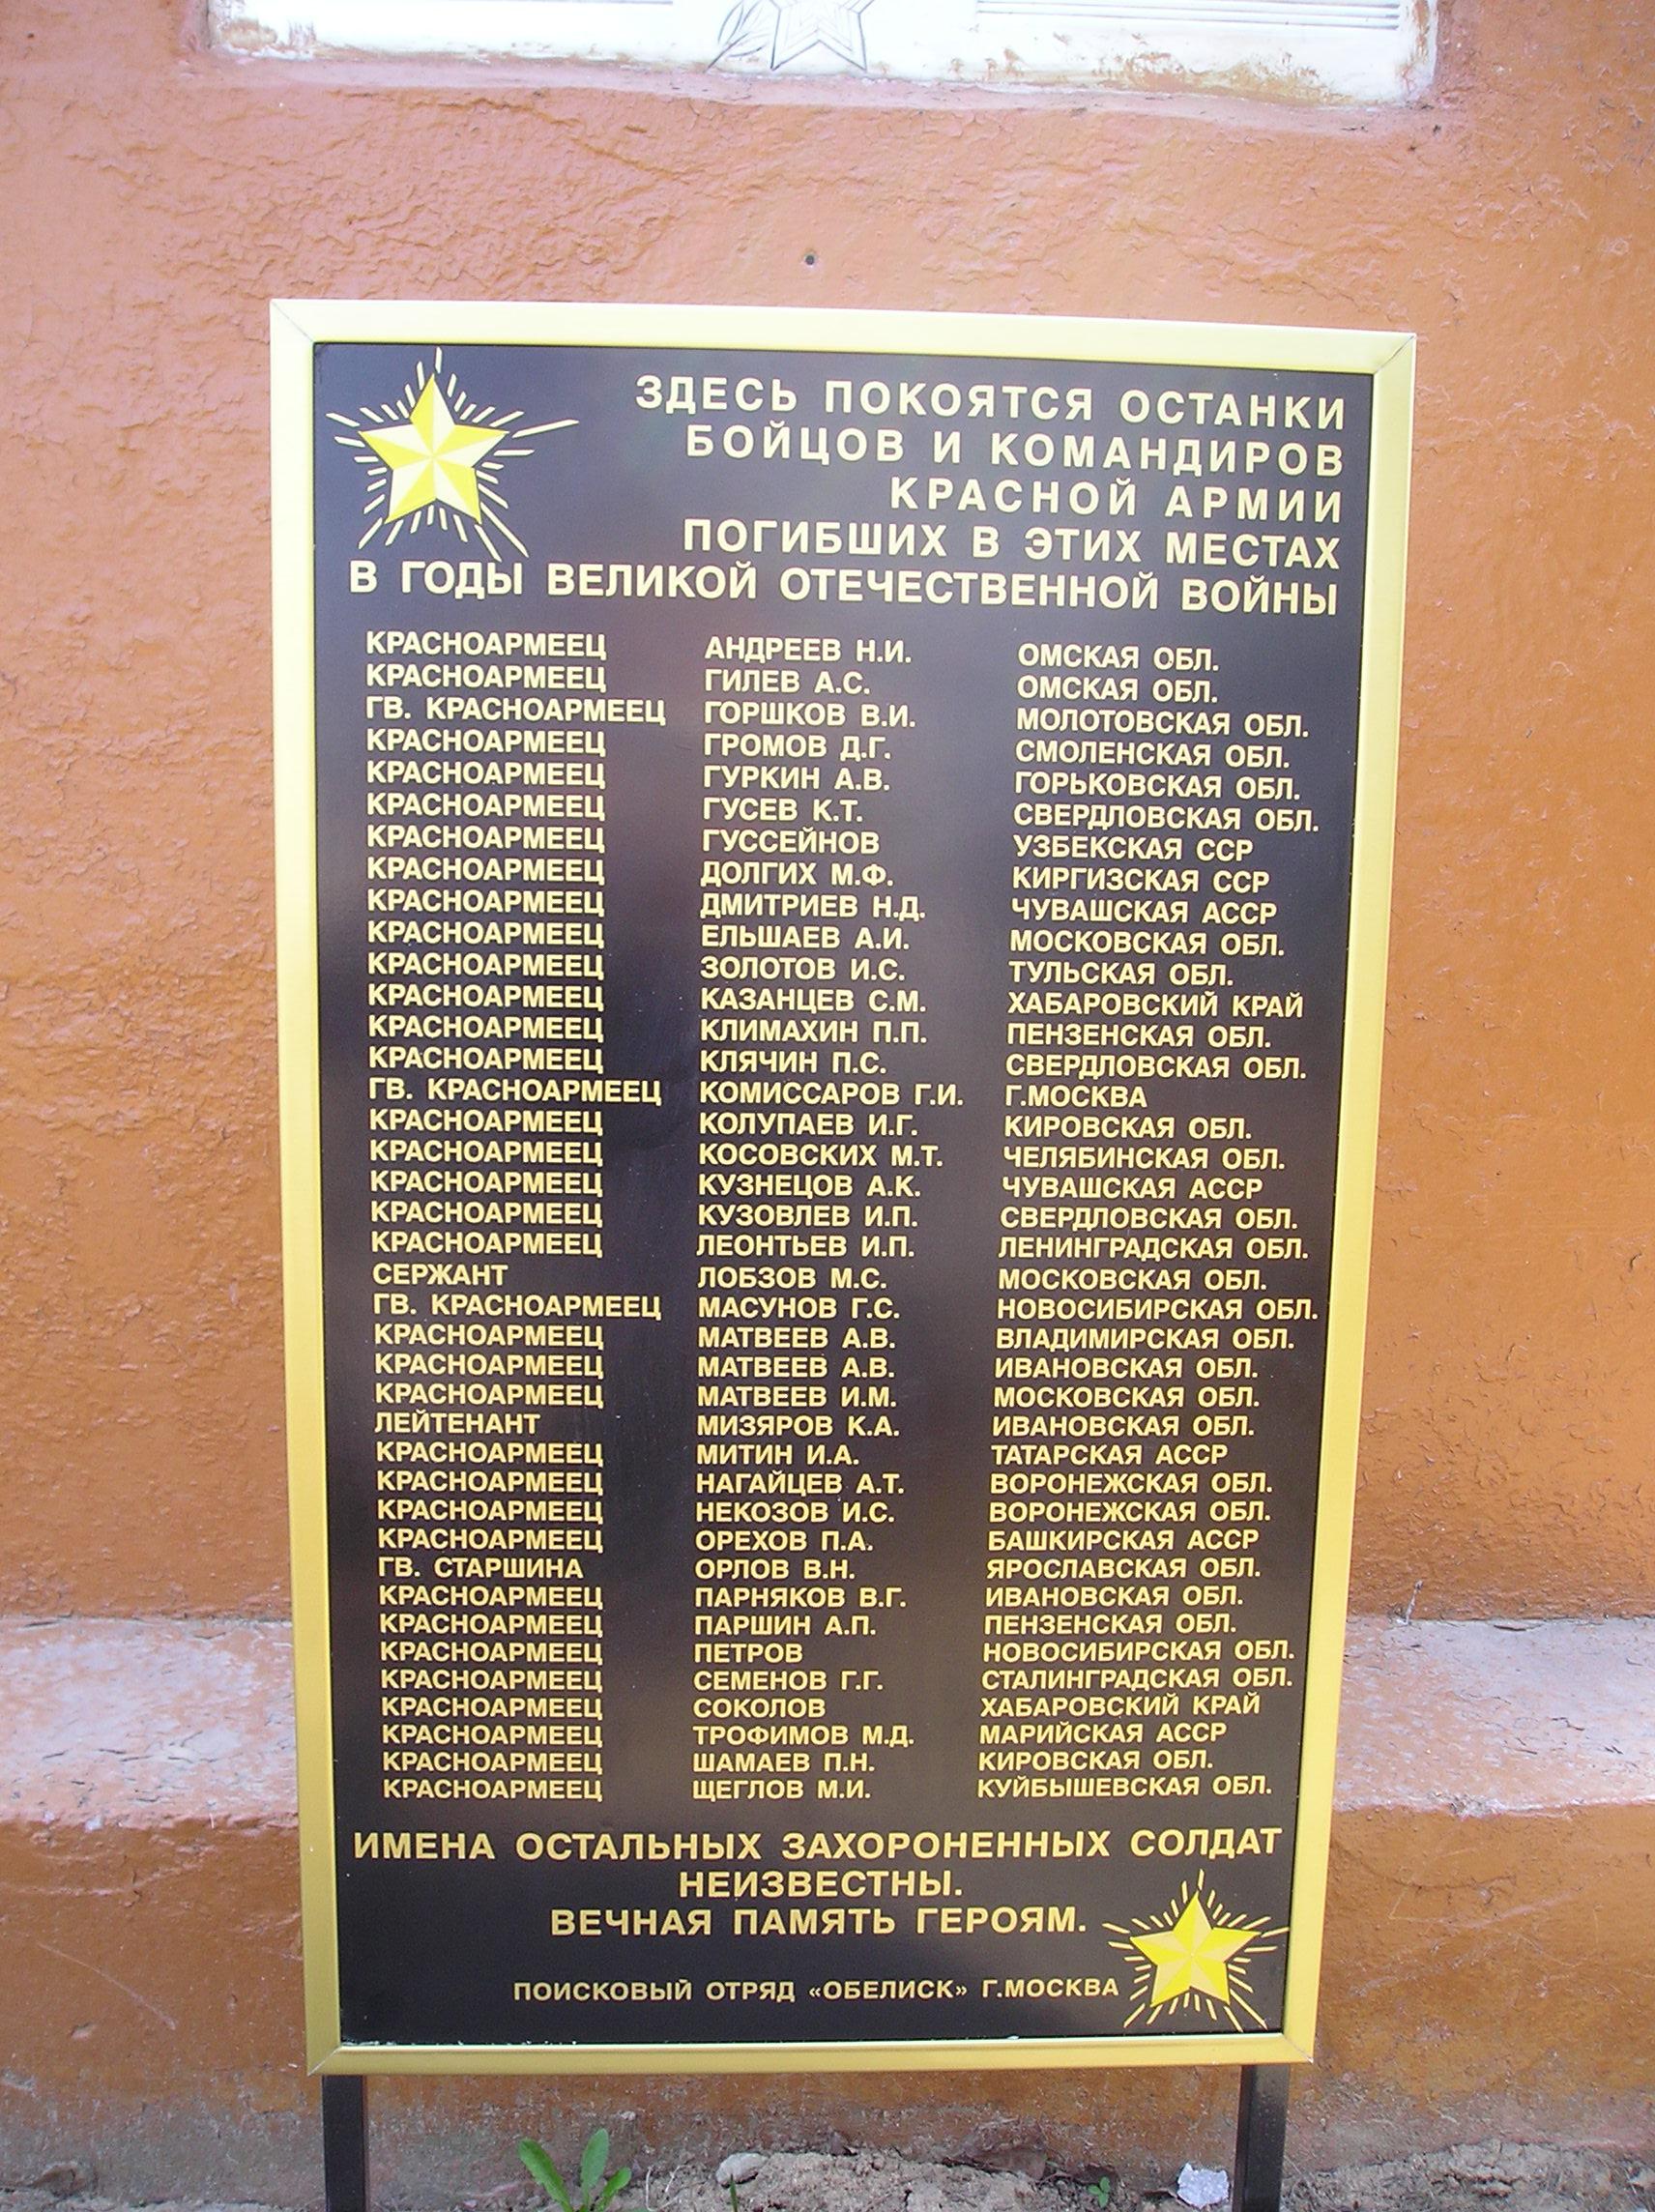 ЗДЕСЬ ПОКОЯТСЯ ОСТАНКИ
БОЙЦОВ И КОМАНДИРОВ
КРАСНОЙ АРМИИ
ПОГИБШИХ В ЭТИХ МЕСТАХ
В ГОДЫ ВЕЛИКОЙ ОТЕЧЕСТВЕННОЙ ВОЙНЫ
КРАСНОАРМЕЕЦ АНДРЕЕВ Н.И. ОМСКАЯ ОБЛ.
КРАСНОАРМЕЕЦ ГИЛЕВ А.С. ОМСКАЯ ОБЛ.
ГВ. КРАСНОАРМЕЕЦ ГОРШКОВ В.И. МОЛОТОВСКАЯ ОБЛ.
КРАСНОАРМЕЕЦ ГРОМОВ Д.Г. СМОЛЕНСКАЯ ОБЛ.
КРАСНОАРМЕЕЦ ГУРКИН А.В. ГОРЬКОВСКАЯ ОБЛ.
КРАСНОАРМЕЕЦ ГУСЕВ К.Т. СВЕРДЛОВСКАЯ ОБЛ.
КРАСНОАРМЕЕЦ ГУССЕЙНОВ УЗБЕКСКАЯ ССР
КРАСНОАРМЕЕЦ ДОЛГИХ М.Ф. КИРГИЗСКАЯ ССР
КРАСНОАРМЕЕЦ ДМИТРИЕВ Н.Д. ЧУВАШСКАЯ АССР
КРАСНОАРМЕЕЦ ЕЛЬШАЕВ А.И. МОСКОВСКАЯ ОБЛ.
КРАСНОАРМЕЕЦ ЗОЛОТОВ И.С. ТУЛЬСКАЯ ОБЛ.
КРАСНОАРМЕЕЦ КАЗАНЦЕВ С.М. ХАБАРОВСКИЙ КРАЙ
КРАСНОАРМЕЕЦ КЛИМАХИН П.П. ПЕНЗЕНСКАЯ ОБЛ.
КРАСНОАРМЕЕЦ КЛЯЧИН П.С. СВЕРДЛОВСКАЯ ОБЛ.
ГВ. КРАСНОАРМЕЕЦ КОМИССАРОВ Г.И. Г.МОСКВА
КРАСНОАРМЕЕЦ КОЛУПАЕВ И.Г. КИРОВСКАЯ ОБЛ.
КРАСНОАРМЕЕЦ КОСОВСКИХ М.Т. ЧЕЛЯБИНСКАЯ ОБЛ.
КРАСНОАРМЕЕЦ КУЗНЕЦОВ А.К. ЧУВАШСКАЯ АССР
КРАСНОАРМЕЕЦ КУЗОВЛЕВ И.П. СВЕРДЛОВСКАЯ ОБЛ.
КРАСНОАРМЕЕЦ ЛЕОНТЬЕВ И.П. ЛЕНИНГРАДСКАЯ ОБЛ.
СЕРЖАНТ ЛОБЗОВ М.С. МОСКОВСКАЯ ОБЛ.
ГВ. КРАСНОАРМЕЕЦ МАСУНОВ Г.С. НОВОСИБИРСКАЯ ОБЛ.
КРАСНОАРМЕЕЦ МАТВЕЕВ А.В. ВЛАДИМИРСКАЯ ОБЛ.
КРАСНОАРМЕЕЦ МАТВЕЕВ А.В. ИВАНОВСКАЯ ОБЛ.
КРАСНОАРМЕЕЦ МАТВЕЕВ И.М. МОСКОВСКАЯ ОБЛ.
ЛЕЙТЕНАНТ МИЗЯРОВ К.А. ИВАНОВСКАЯ ОБЛ.
КРАСНОАРМЕЕЦ МИТИН И.А. ТАТАРСКАЯ АССР
КРАСНОАРМЕЕЦ НАГАЙЦЕВ А.Т. ВОРОНЕЖСКАЯ ОБЛ.
КРАСНОАРМЕЕЦ НЕКОЗОВ И.С. ВОРОНЕЖСКАЯ ОБЛ.
КРАСНОАРМЕЕЦ ОРЕХОВ П.А. БАШКИРСКАЯ АССР
ГВ. СТАРШИНА ОРЛОВ В.Н. ЯРОСЛАВСКАЯ ОБЛ.
КРАСНОАРМЕЕЦ ПАРНЯКОВ В.Г. ИВАНОВСКАЯ ОБЛ.
КРАСНОАРМЕЕЦ ПАРШИН А.П. ПЕНЗЕНСКАЯ ОБЛ.
КРАСНОАРМЕЕЦ ПЕТРОВ НОВОСИБИРСКАЯ ОБЛ.
КРАСНОАРМЕЕЦ СЕМЕНОВ Г.Г. СТАЛИНГРАДСКАЯ ОБЛ.
КРАСНОАРМЕЕЦ СОКОЛОВ ХАБАРОВСКИЙ КРАЙ
КРАСНОАРМЕЕЦ ТРОФИМОВ М.Д. МАРИЙСКАЯ АССР
КРАСНОАРМЕЕЦ ШАМАЕВ П.Н. КИРОВСКАЯ ОБЛ.
КРАСНОАРМЕЕЦ ЩЕГЛОВ М.И. КУЙБЫШЕВСКАЯ ОБЛ.
ИМЕНА ОСТАЛЬНЫХ ЗАХОРОНЕННЫХ СОЛДАТ
НЕИЗВЕСТНЫ.
ВЕЧНАЯ ПАМЯТЬ ГЕРОЯМ.
ПОИСКОВЫЙ ОТРЯД «ОБЕЛИСК» Г.МОСКВА